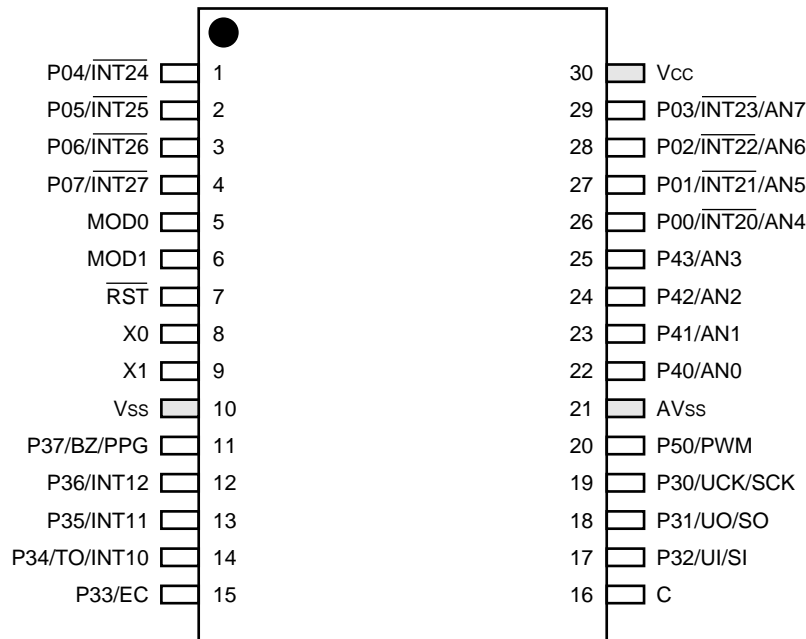 P04/INT24 1 30 Vcc
P05/INT25 2 29 P03/INT23/AN7
P06/INT26 3 28 P02/INT22/AN6
P07/INT27 4 27 P01/INT21/AN5
MOD0 5 26 P00/INT20/AN4
MOD1 6 25 P43/AN3
RST 7 24 P42/AN2
X0 8 23 P41/AN1
X1 9 22 P40/AN0
Vss 10 21 AVss
P37/BZ/PPG 11 20 P50/PWM
P36/INT12 12 19 P30/UCK/SCK
P35/INT11 13 18 P31/UO/SO
P34/TO/INT10 14 17 P32/UI/SI
P33/EC 15 16 C